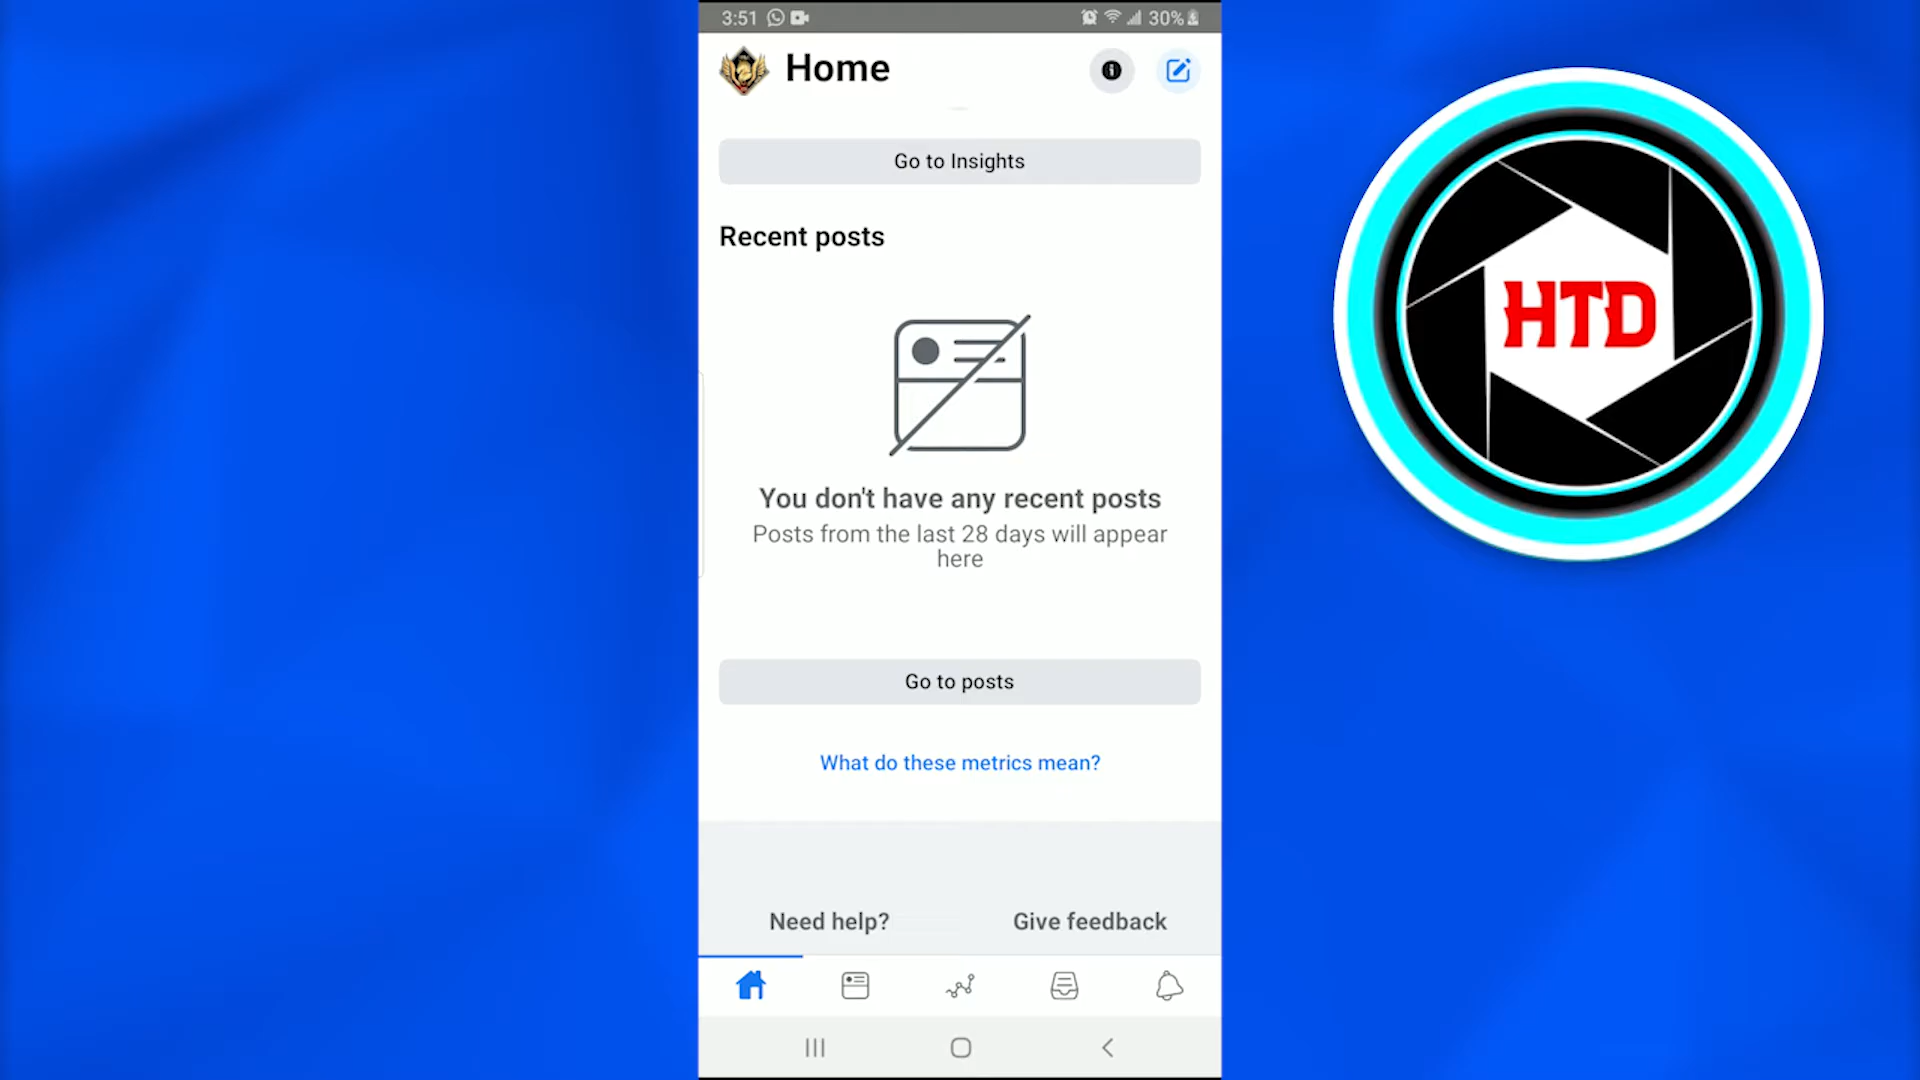 3:51
30%
Home
Go to Insights
Recent posts
HTD
You don't have any recent posts
Posts from the last 28 days will appear
here
Go to posts
What do these metrics mean?
Need help?
Give feedback